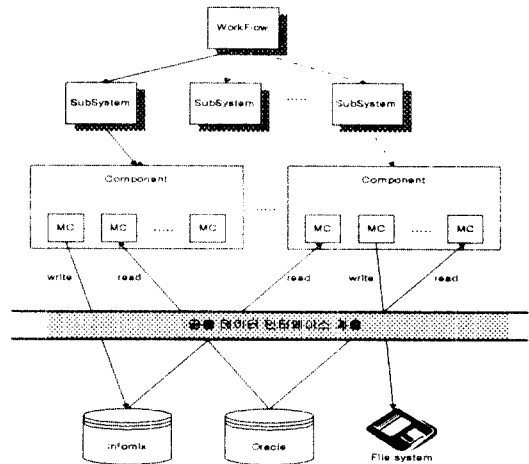 WorkFlow
SubSystem SubSystem ..... SubSystem
Component ..... Component
MC MC ..... MC MC MC ..... MC
write read read write read
공통 데이터 인터페이스 계층
Infomix Oracle File system